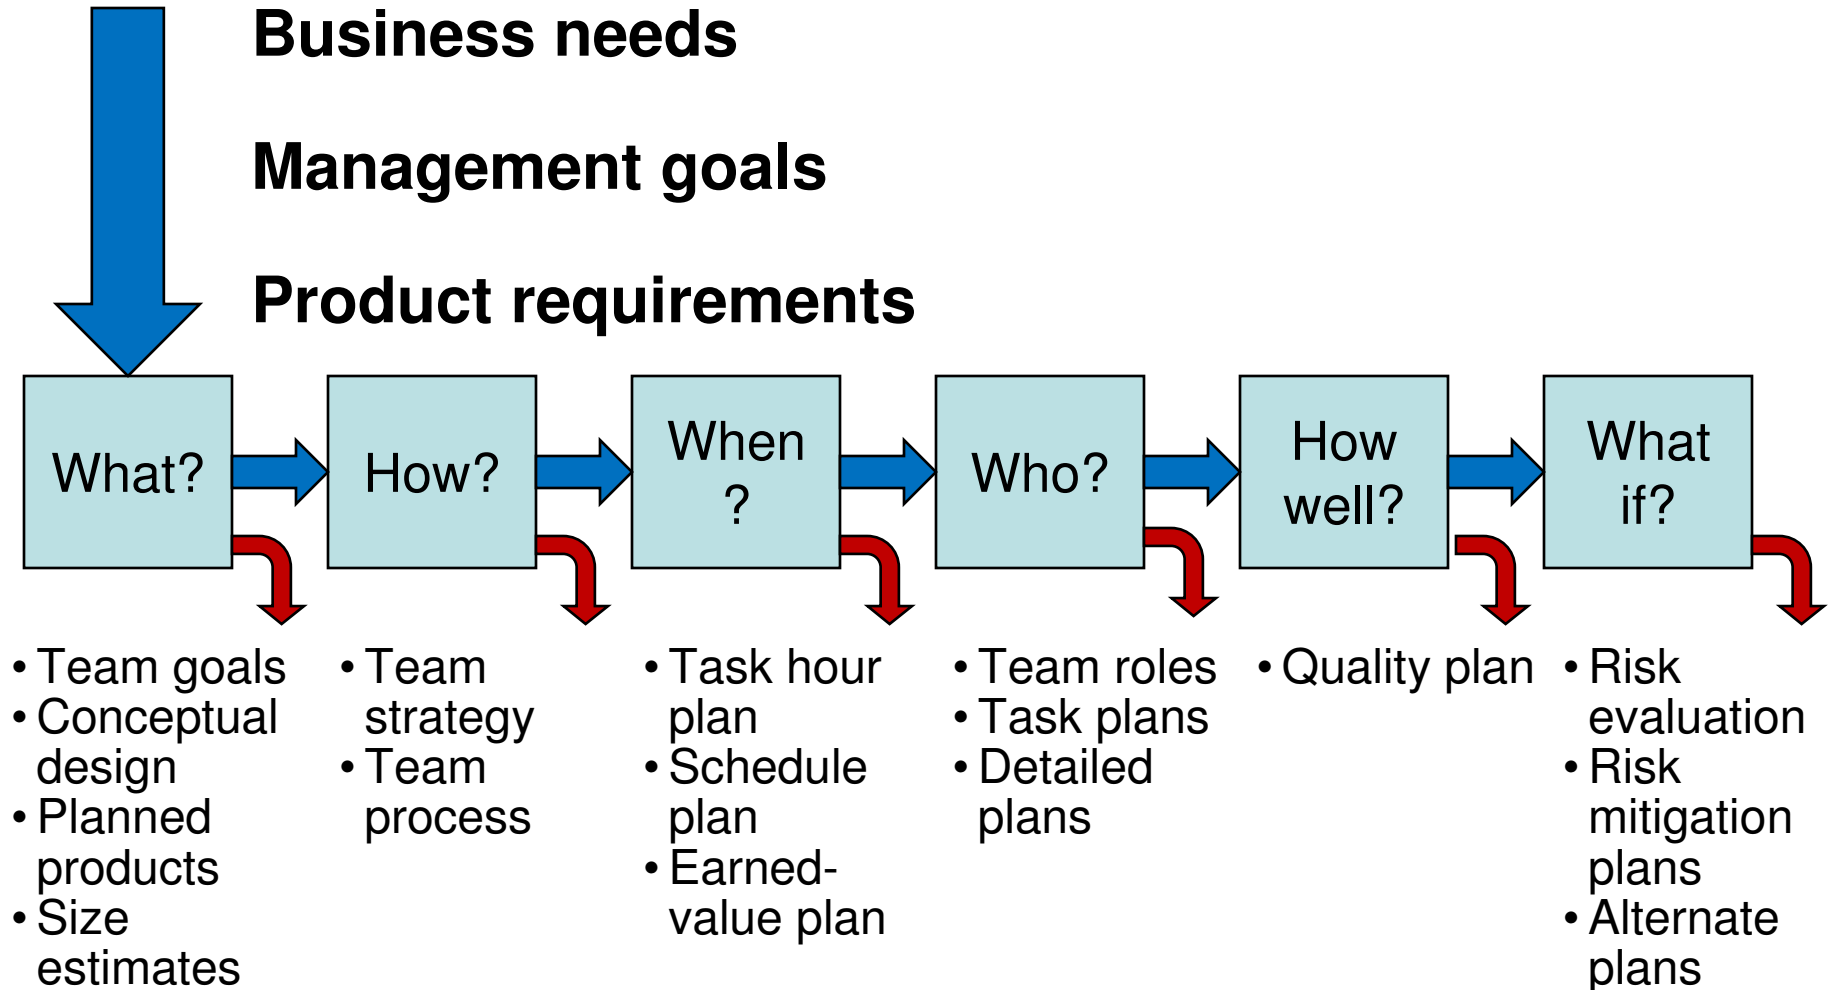 Business needs
Management goals
Product requirements
What?
How?
When
?
Who?
How
well?
What
if?
• Team goals
• Conceptual
design
• Planned
products
• Size
estimates
• Team
strategy
• Team
process
• Task hour
plan
• Schedule
plan
• Earned-
value plan
• Team roles
• Task plans
• Detailed
plans
• Quality plan
• Risk
evaluation
• Risk
mitigation
plans
• Alternate
plans